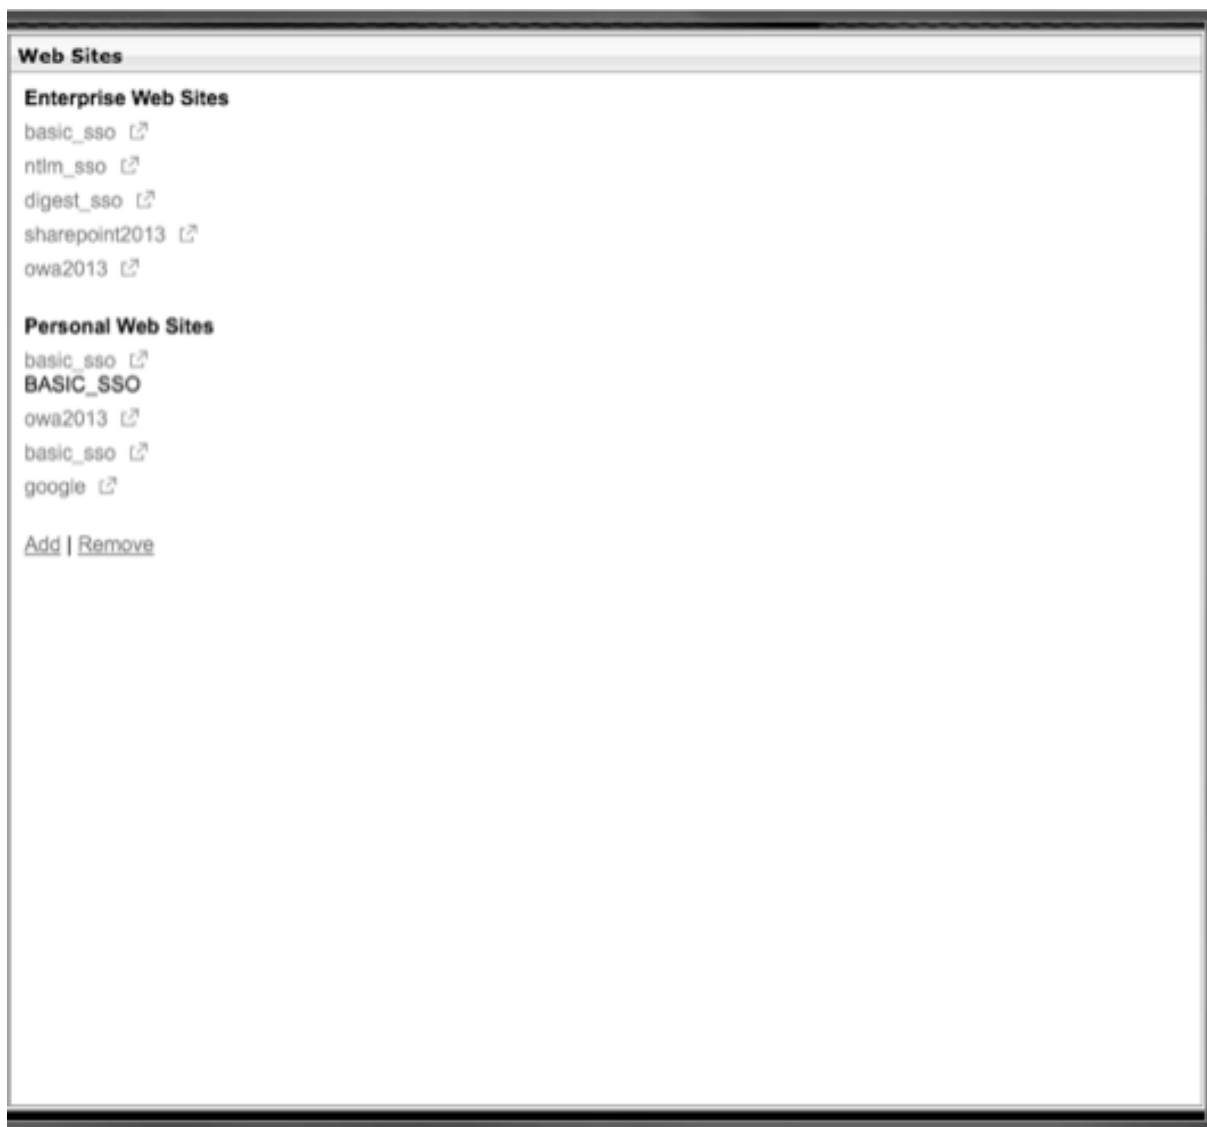 Web Sites
Enterprise Web Sites
basic_sso
ntlm_sso
digest_sso
sharepoint2013
owa2013
Personal Web Sites
basic_sso
BASIC_SSO
owa2013
basic_sso
google
Add | Remove